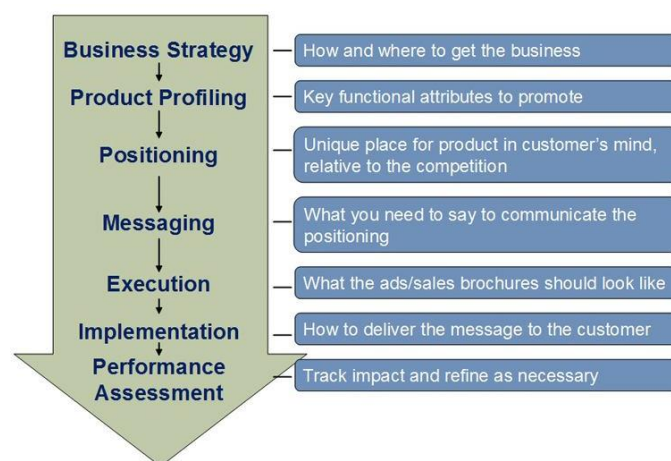 Business Strategy
How and where to get the business
Product Profiling
Key functional attributes to promote
Positioning
Unique place for product in customer's mind,
relative to the competition
Messaging
What you need to say to communicate the
positioning
Execution
What the ads/sales brochures should look like
Implementation
How to deliver the message to the customer
Performance
Assessment
Track impact and refine as necessary